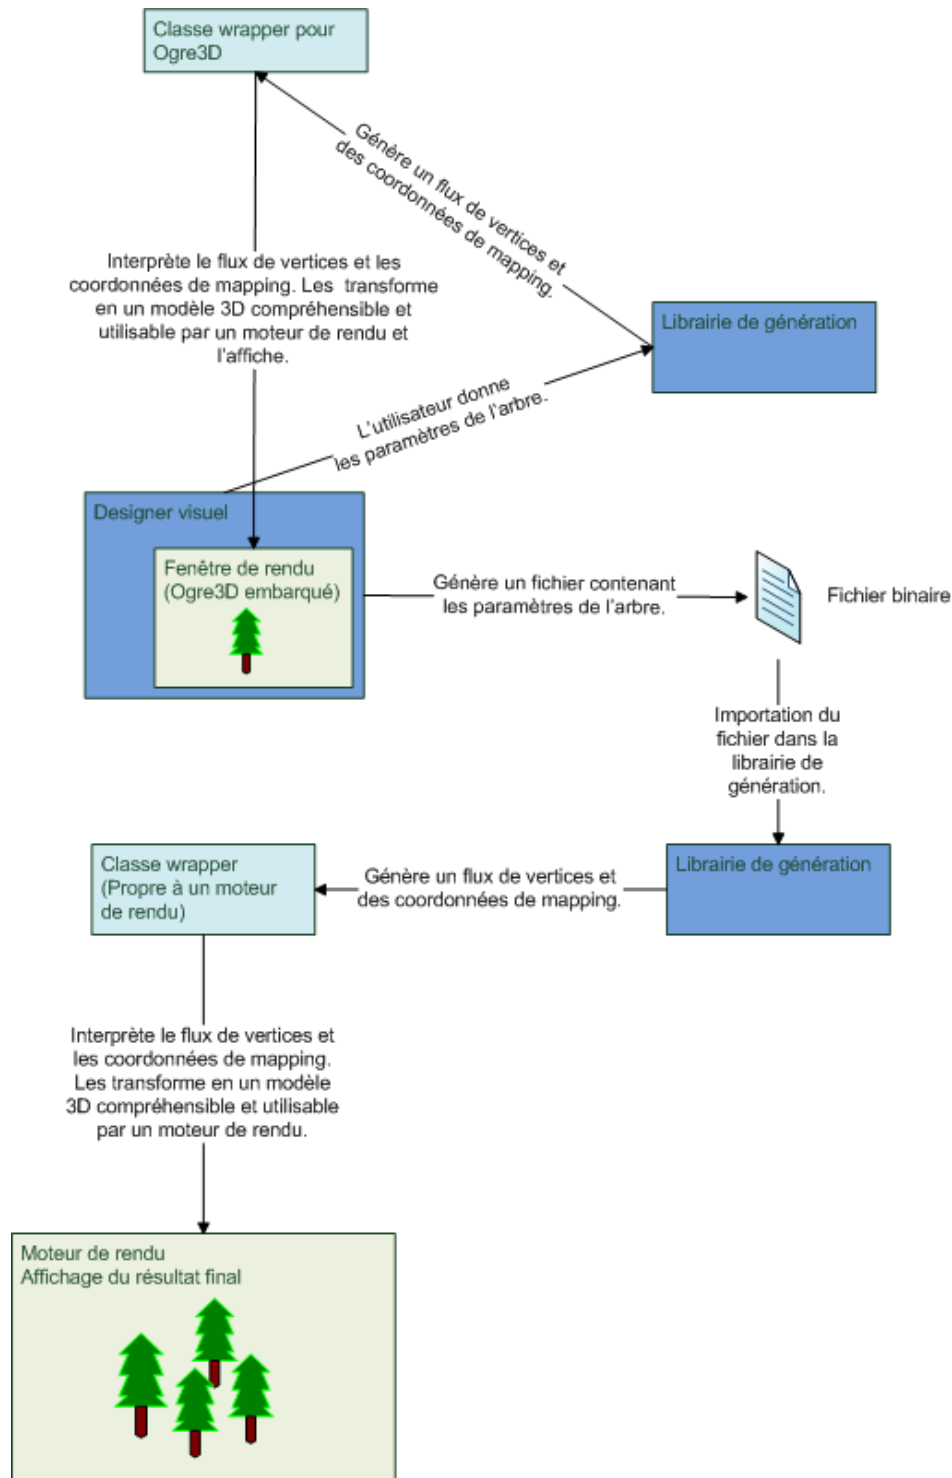 Classe wrapper pour
Ogre3D
Génère un flux de vertices et
des coordonnées de mapping.
Interprète le flux de vertices et les
coordonnées de mapping. Les transforme
en un modèle 3D compréhensible et
utilisable par un moteur de rendu et
l'affiche.
Librairie de génération
L'utilisateur donne
les paramètres de l'arbre.
Designer visuel
Fenêtre de rendu
(Ogre3D embarqué)
Génère un fichier contenant
les paramètres de l'arbre.
Fichier binaire
Importation du
fichier dans la
librairie de
génération.
Classe wrapper
(Propre à un moteur
de rendu)
Génère un flux de vertices et
des coordonnées de mapping.
Librairie de génération
Interprète le flux de vertices et
les coordonnées de mapping.
Les transforme en un modèle
3D compréhensible et utilisable
par un moteur de rendu.
Moteur de rendu
Affichage du résultat final